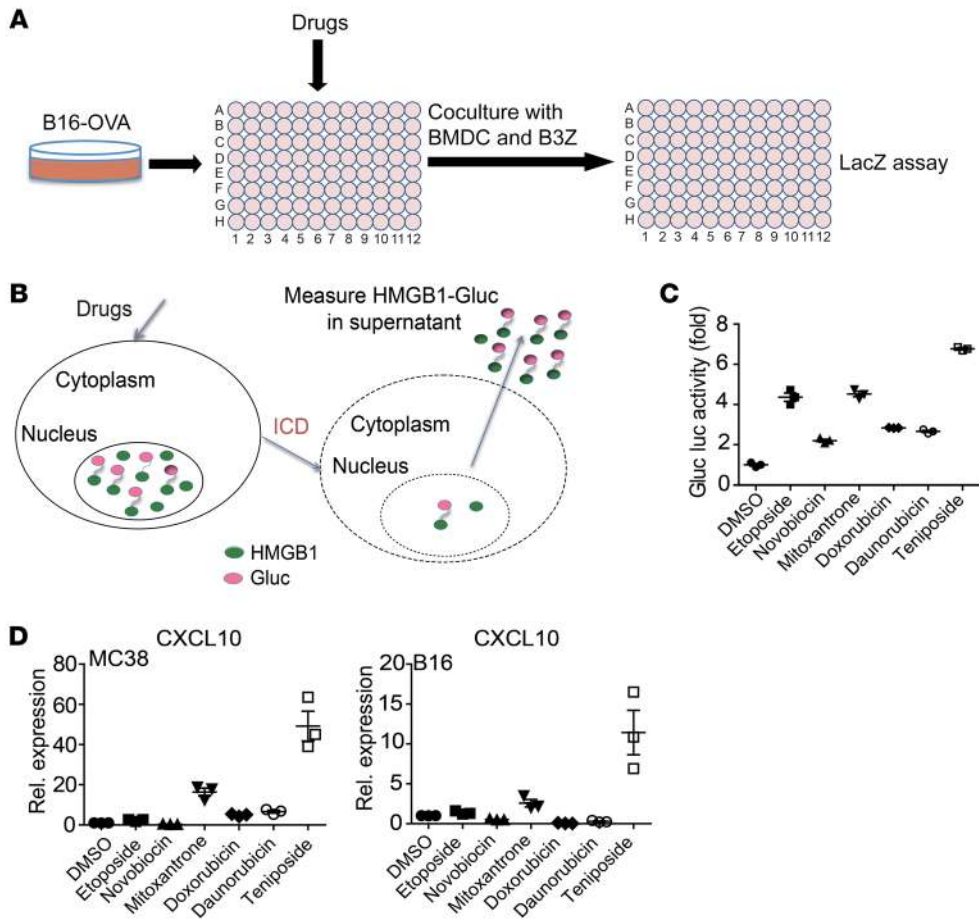 A
Drugs
B16-OVA
A
B
C
D
E
F
G
H
1 2 3 4 5 6 7 8 9 10 11 12
Coculture with
BMDC and B3Z
A
B
C
D
E
F
G
H
1 2 3 4 5 6 7 8 9 10 11 12
LacZ assay
B
Drugs
Cytoplasm
Nucleus
ICD
Measure HMGB1-Gluc
in supernatant
Cytoplasm
Nucleus
HMGB1
Gluc
C
Gluc luc activity (fold)
8
6
4
2
0
DMSO
Etoposide
Novobiocin
Mitoxantrone
Doxorubicin
Daunorubicin
Teniposide
D
CXCL10
MC38
Rel. expression
80
60
40
20
0
DMSO
Etoposide
Novobiocin
Mitoxantrone
Doxorubicin
Daunorubicin
Teniposide
CXCL10
B16
Rel. expression
20
15
10
5
0
DMSO
Etoposide
Novobiocin
Mitoxantrone
Doxorubicin
Daunorubicin
Teniposide